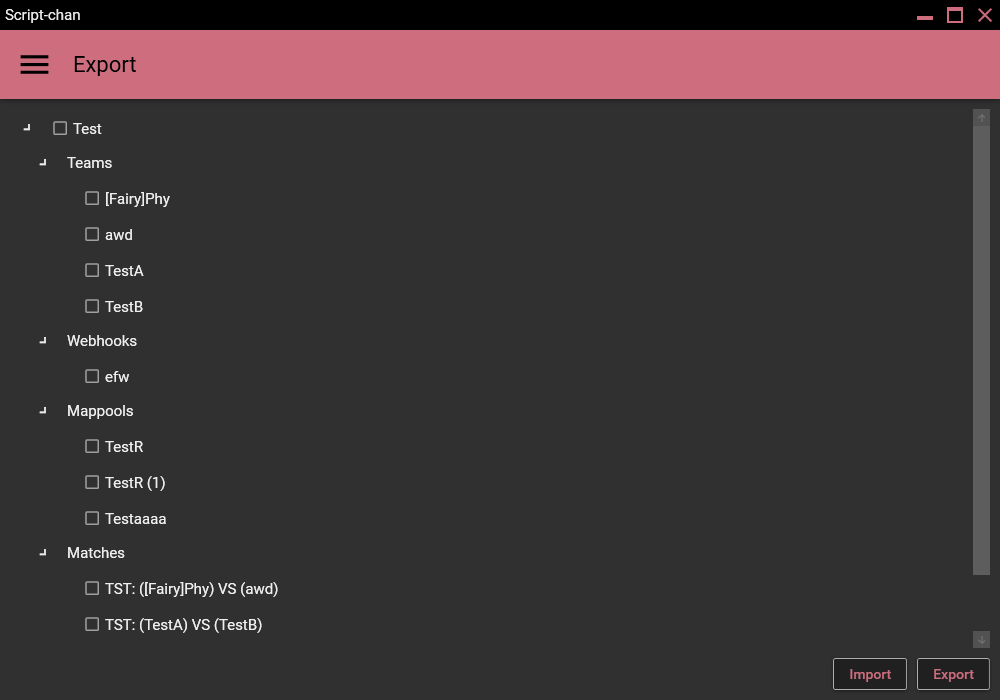 Script-chan
Export
Test
Teams
[Fairy]Phy
awd
TestA
TestB
Webhooks
efw
Mappools
TestR
TestR (1)
Testaaaa
Matches
TST: ([Fairy]Phy) VS (awd)
TST: (TestA) VS (TestB)
Import
Export